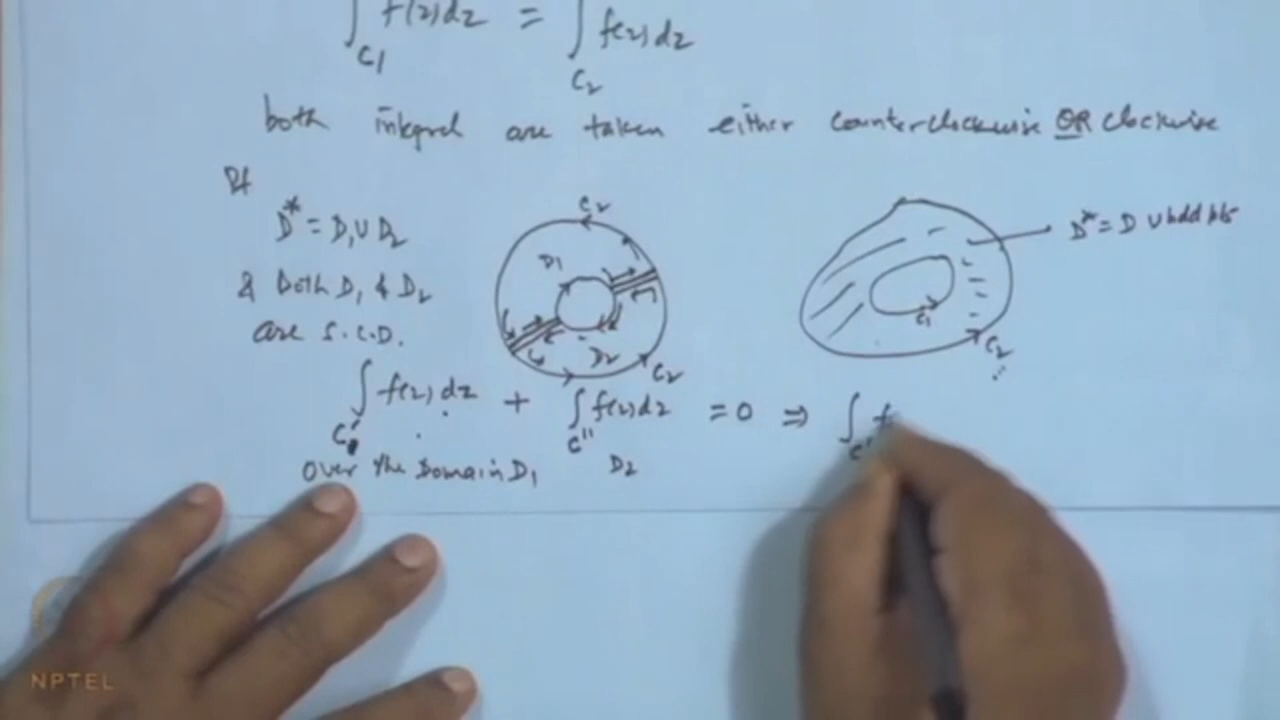 ∫ f(z)dz = ∫ f(z)dz
C1 C2
both integral are taken either counterclockwise OR clockwise
Pf
D* = D1 ∪ D2
& both D1 & D2
are S.C.D.
C2
D1
D2
C2
D* = D ∪ bdd pts
C1
C2
∫ f(z)dz + ∫ f(z)dz = 0 ⇒ ∫ f
C' C'' C'
over the Domain D1 D2
NPTEL